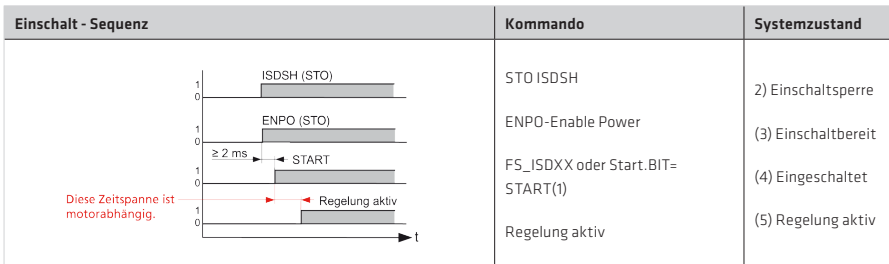 Einschalt - Sequenz
Kommando
Systemzustand
ISDSH (STO)
1
0
ENPO (STO)
1
0
≥ 2 ms
START
1
0
Diese Zeitspanne ist
motorabhängig.
Regelung aktiv
1
0
t
STO ISDSH
ENPO-Enable Power
FS_ISDXX oder Start.BIT=
START(1)
Regelung aktiv
2) Einschaltsperre
(3) Einschaltbereit
(4) Eingeschaltet
(5) Regelung aktiv